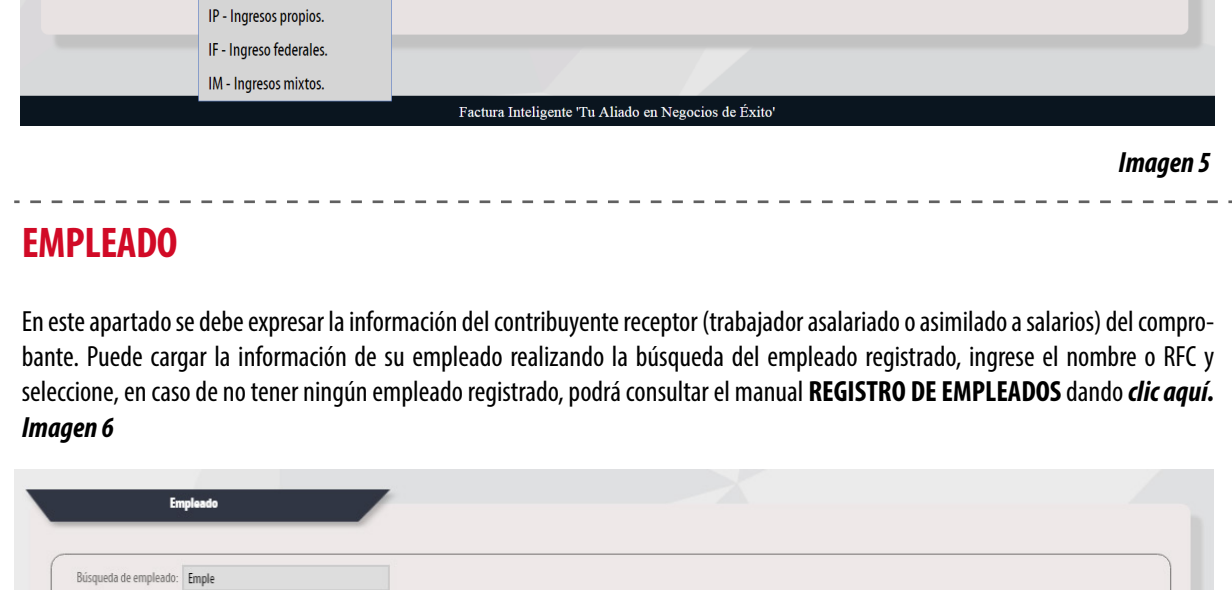 IP - Ingresos propios.
IF - Ingreso federales.
IM - Ingresos mixtos.
Factura Inteligente 'Tu Aliado en Negocios de Éxito'
Imagen 5
EMPLEADO
En este apartado se debe expresar la información del contribuyente receptor (trabajador asalariado o asimilado a salarios) del compro-
bante. Puede cargar la información de su empleado realizando la búsqueda del empleado registrado, ingrese el nombre o RFC y
seleccione, en caso de no tener ningún empleado registrado, podrá consultar el manual REGISTRO DE EMPLEADOS dando clic aquí.
Imagen 6
Empleado
Búsqueda de empleado: Emple